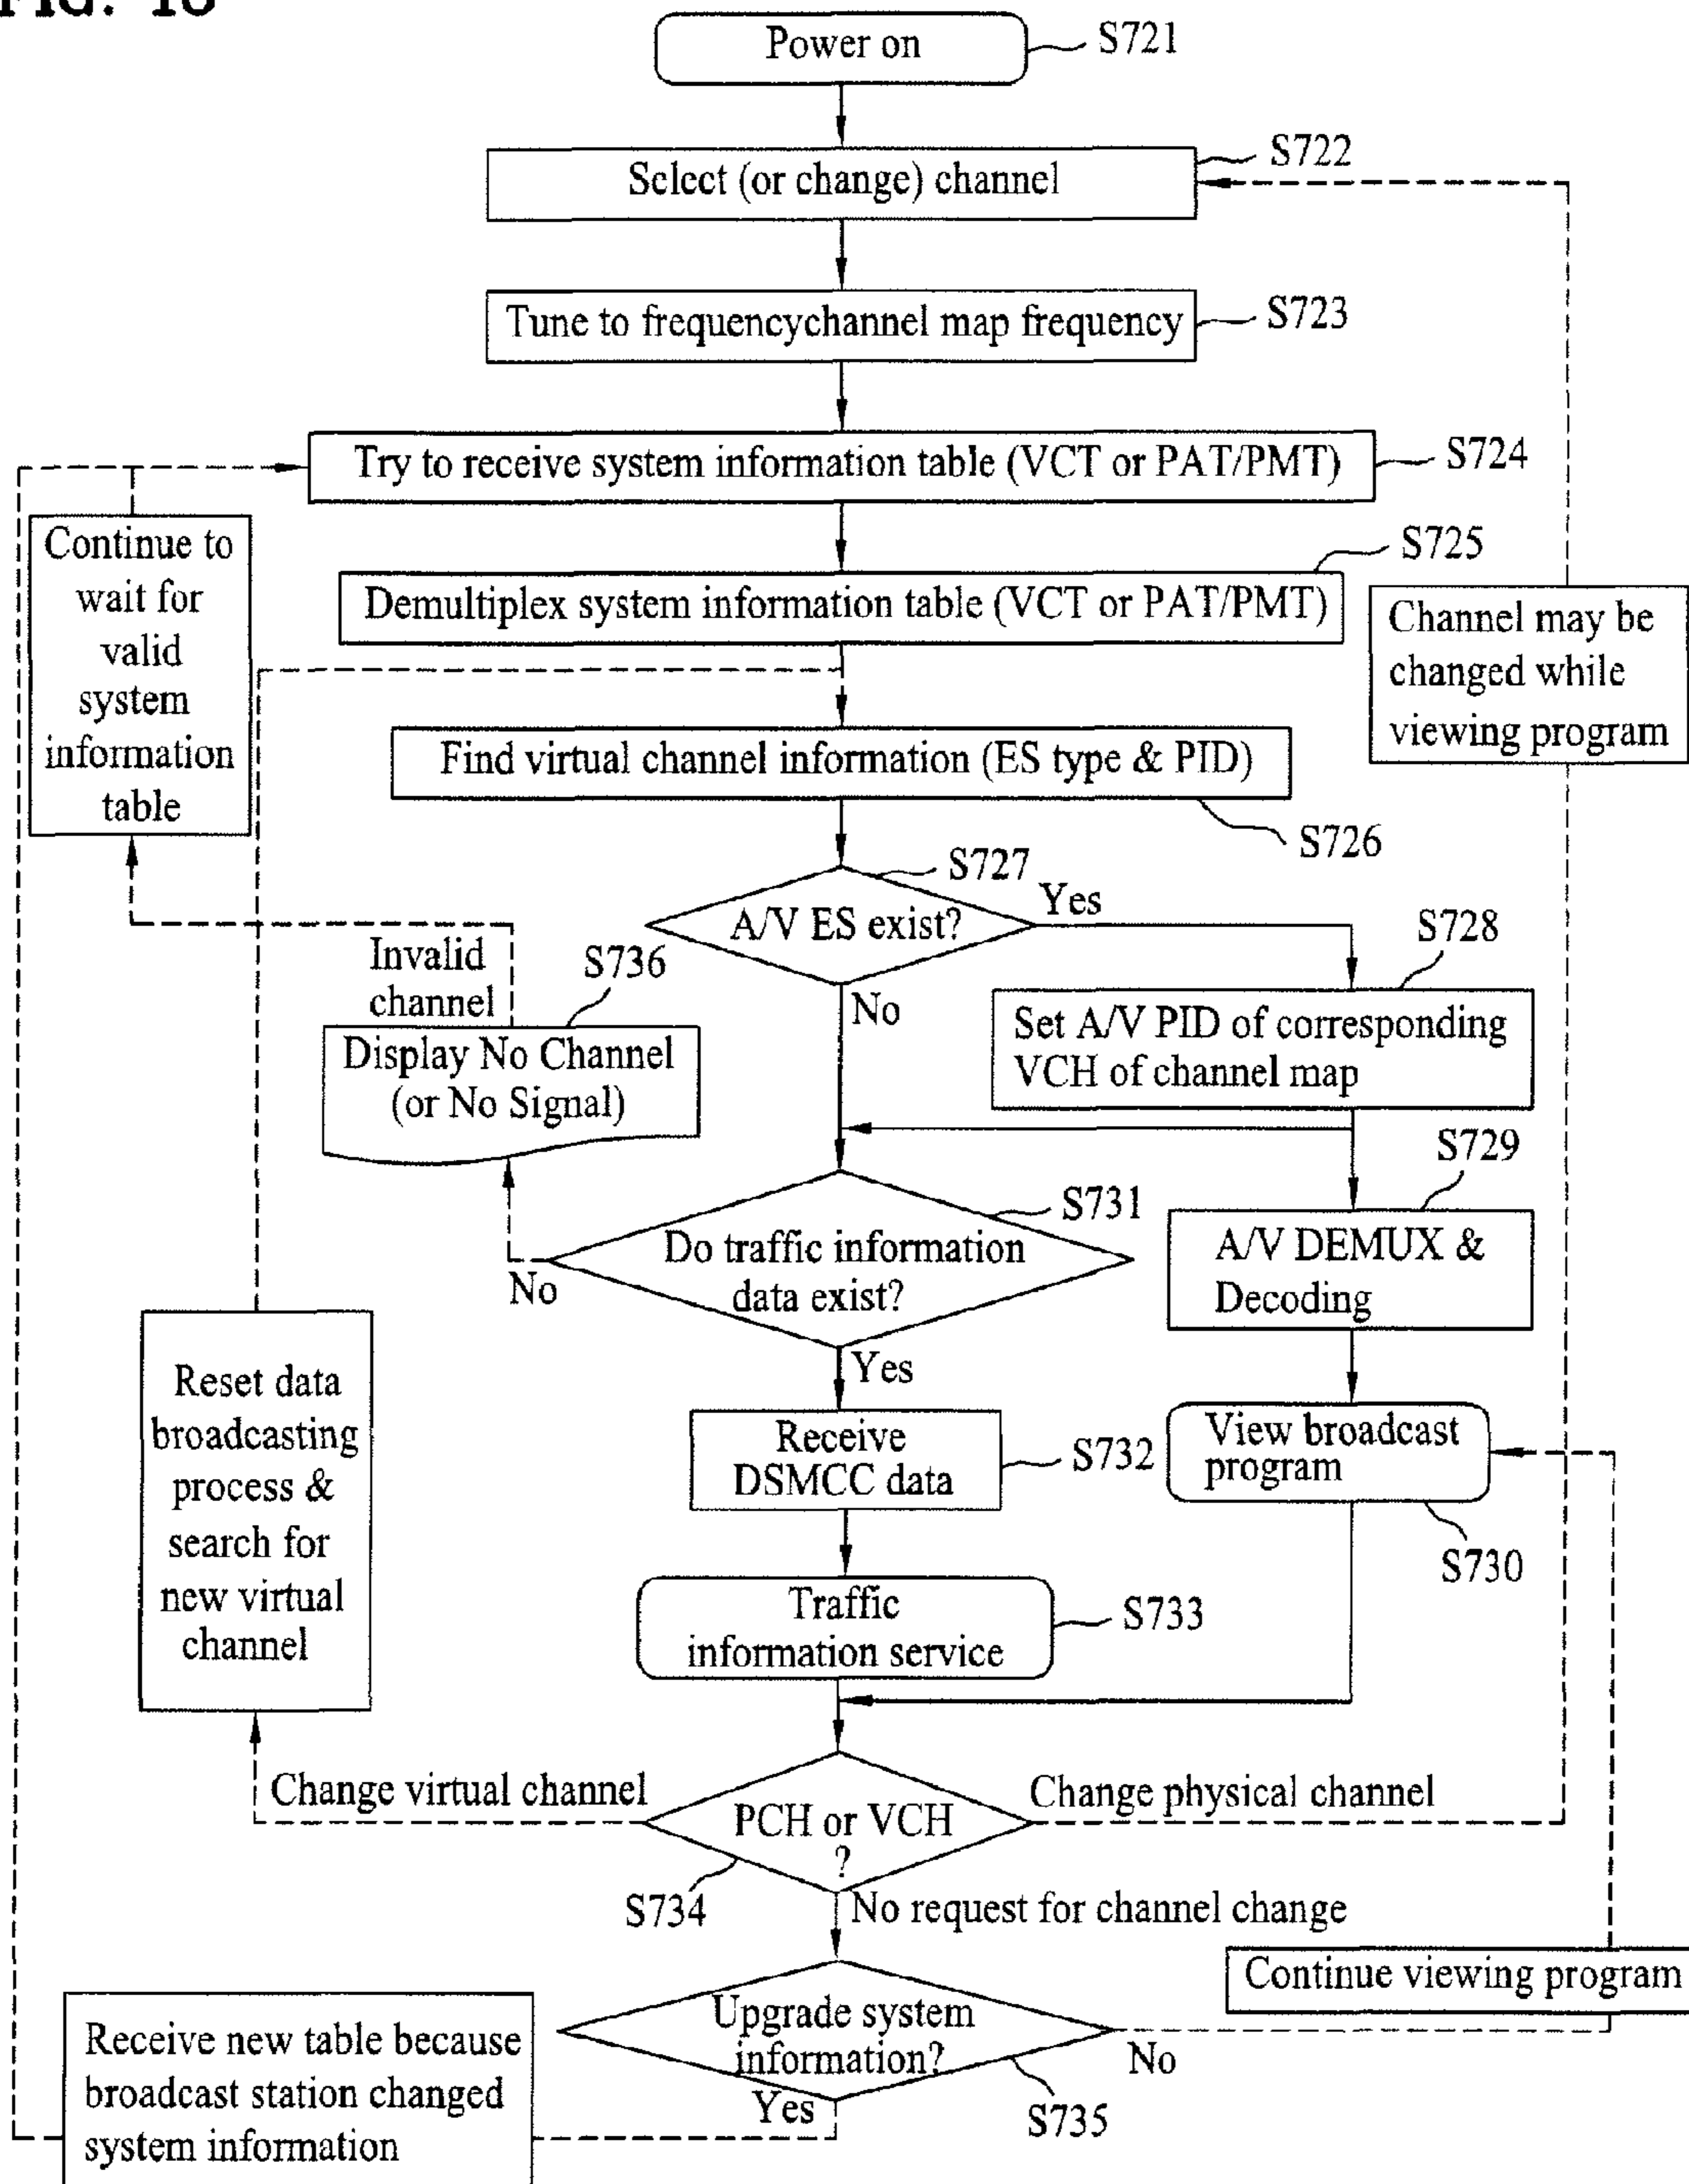 Power on
S721
S722
Select (or change) channel
Tune to frequencychannel map frequency
S723
Try to receive system information table (VCT or PAT/PMT)
S724
Continue to
wait for
valid
system
information
table
S725
Demultiplex system information table (VCT or PAT/PMT)
Channel may be
changed while
viewing program
Find virtual channel information (ES type & PID)
S726
S727
A/V ES exist?
Yes
No
S728
Set A/V PID of corresponding
VCH of channel map
Invalid
channel
S736
Display No Channel
(or No Signal)
S729
A/V DEMUX &
Decoding
S731
Do traffic information
data exist?
No
Yes
Reset data
broadcasting
process &
search for
new virtual
channel
Receive
DSMCC data
S732
View broadcast
program
S730
Traffic
information service
S733
Change virtual channel
PCH or VCH
?
Change physical channel
S734
No request for channel change
Continue viewing program
Upgrade system
information?
No
Yes
S735
Receive new table because
broadcast station changed
system information